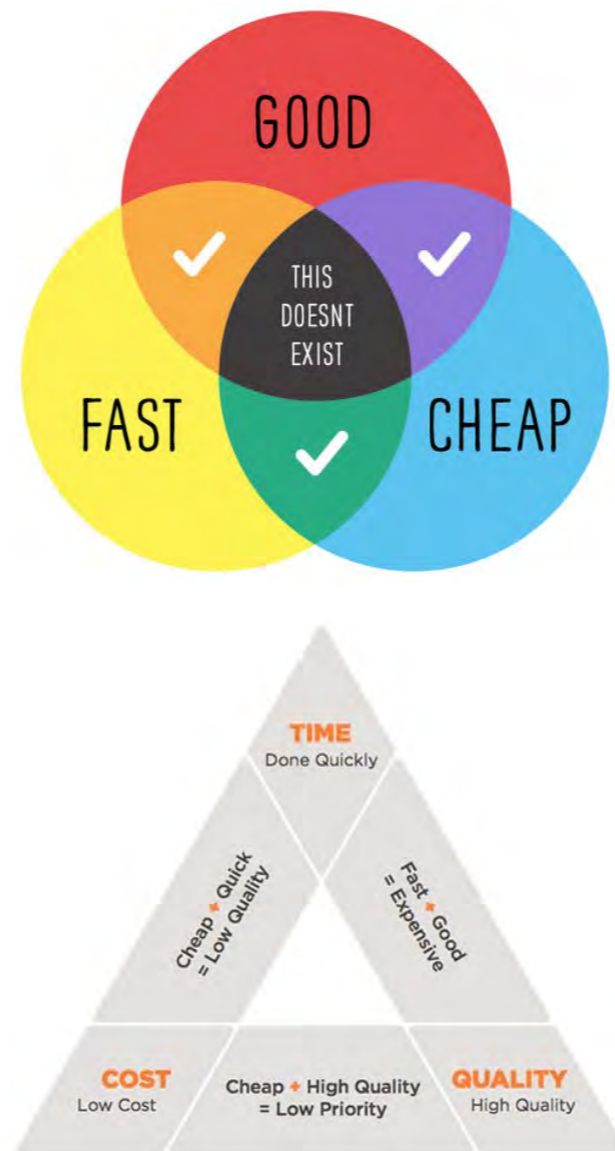 GOOD
THIS
DOESNT
EXIST
FAST
CHEAP
TIME
Done Quickly
Cheap + Quick
= Low Quality
Fast + Good
= Expensive
COST
Low Cost
Cheap + High Quality
= Low Priority
QUALITY
High Quality